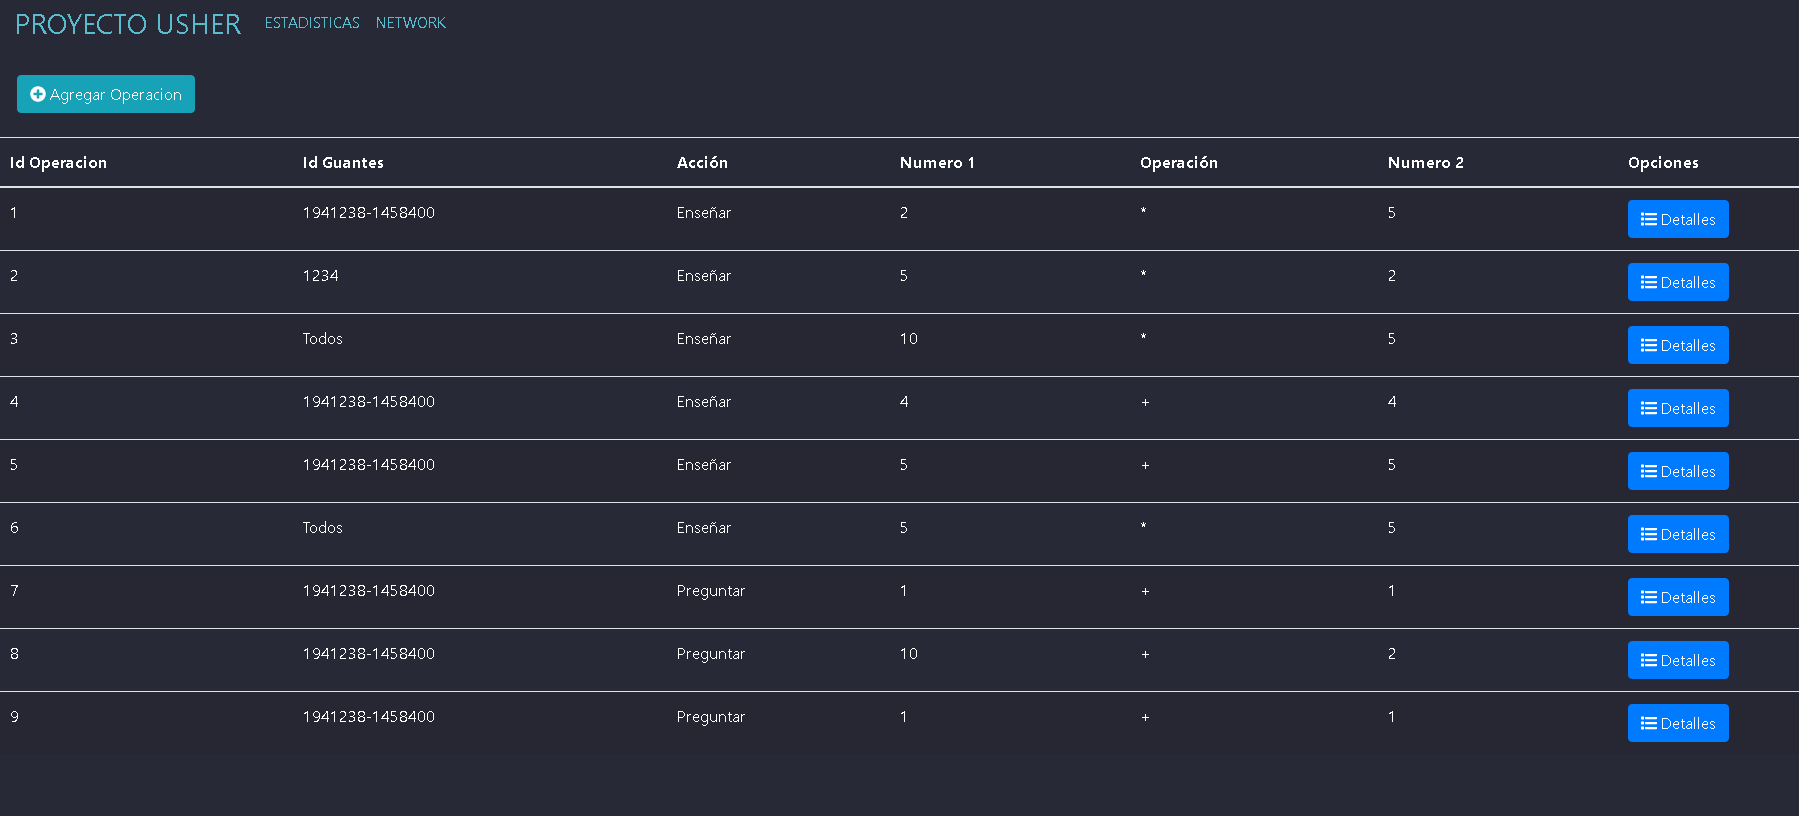 PROYECTO USHER ESTADISTICAS NETWORK
Agregar Operacion
Id Operacion Id Guantes Acción Numero 1 Operación Numero 2 Opciones
1 1941238-1458400 Enseñar 2 * 5 Detalles
2 1234 Enseñar 5 * 2 Detalles
3 Todos Enseñar 10 * 5 Detalles
4 1941238-1458400 Enseñar 4 + 4 Detalles
5 1941238-1458400 Enseñar 5 + 5 Detalles
6 Todos Enseñar 5 * 5 Detalles
7 1941238-1458400 Preguntar 1 + 1 Detalles
8 1941238-1458400 Preguntar 10 + 2 Detalles
9 1941238-1458400 Preguntar 1 + 1 Detalles